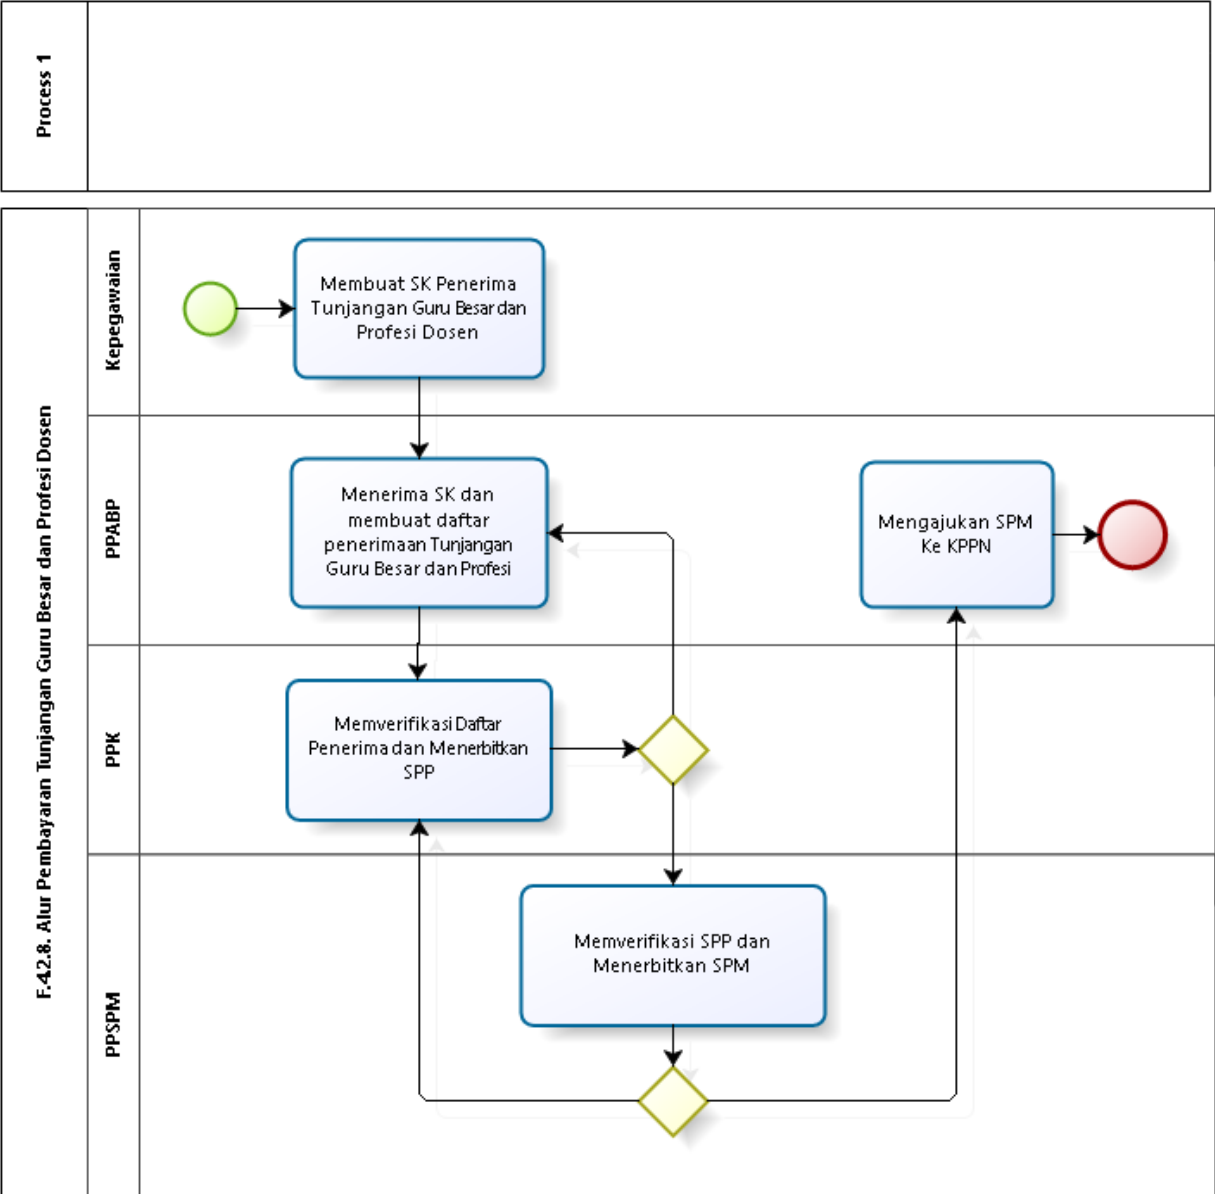 Process 1
F.4.2.8. Alur Pembayaran Tunjangan Guru Besar dan Profesi Dosen
Kepegawaian
Membuat SK Penerima
Tunjangan Guru Besar dan
Profesi Dosen
PPABP
Menerima SK dan
membuat daftar
penerimaan Tunjangan
Guru Besar dan Profesi
Mengajukan SPM
Ke KPPN
PPK
Memverifikasi Daftar
Penerima dan Menerbitkan
SPP
PPSPM
Memverifikasi SPP dan
Menerbitkan SPM